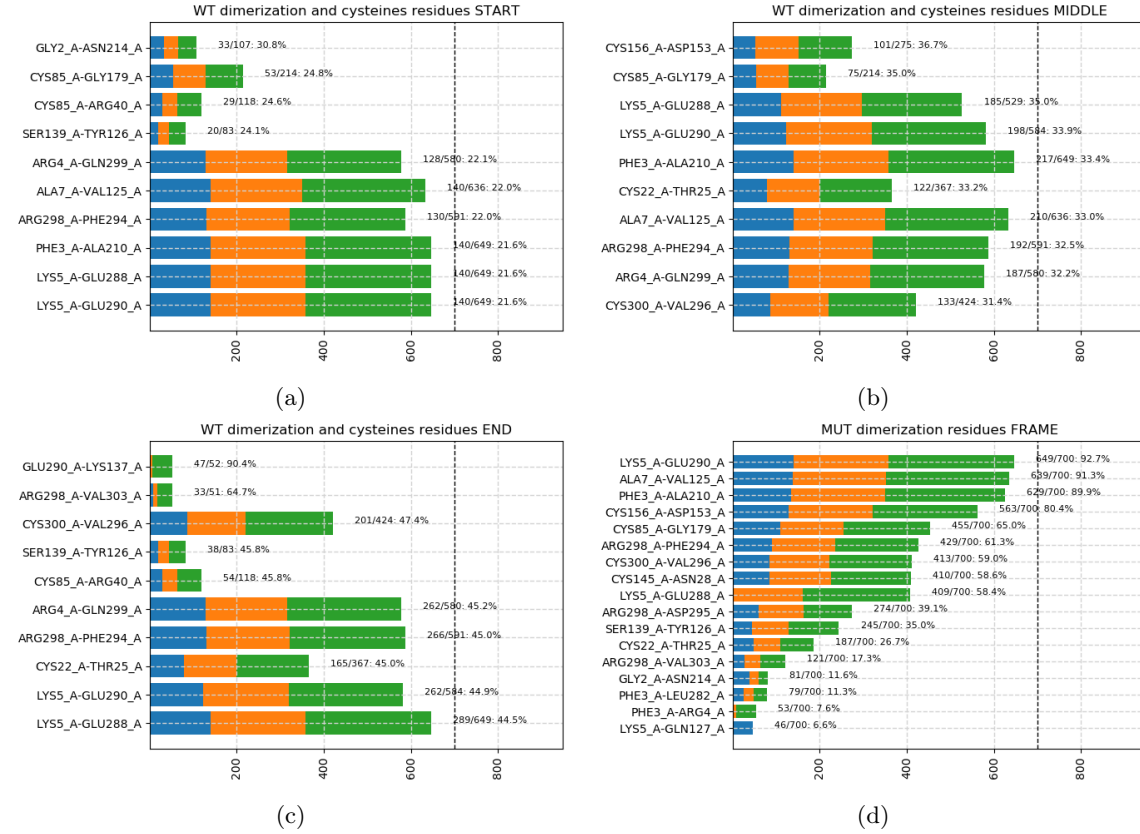 WT dimerization and cysteines residues START
GLY2_A-ASN214_A 33/107: 30.8%
CYS85_A-GLY179_A 53/214: 24.8%
CYS85_A-ARG40_A 29/118: 24.6%
SER139_A-TYR126_A 20/83: 24.1%
ARG4_A-GLN299_A 128/580: 22.1%
ALA7_A-VAL125_A 140/636: 22.0%
ARG298_A-PHE294_A 130/591: 22.0%
PHE3_A-ALA210_A 140/649: 21.6%
LYS5_A-GLU288_A 140/649: 21.6%
LYS5_A-GLU290_A 140/649: 21.6%
200 400 600 800
(a)
WT dimerization and cysteines residues MIDDLE
CYS156_A-ASP153_A 101/275: 36.7%
CYS85_A-GLY179_A 75/214: 35.0%
LYS5_A-GLU288_A 185/529: 35.0%
LYS5_A-GLU290_A 198/584: 33.9%
PHE3_A-ALA210_A 217/649: 33.4%
CYS22_A-THR25_A 122/367: 33.2%
ALA7_A-VAL125_A 210/636: 33.0%
ARG298_A-PHE294_A 192/591: 32.5%
ARG4_A-GLN299_A 187/580: 32.2%
CYS300_A-VAL296_A 133/424: 31.4%
200 400 600 800
(b)
WT dimerization and cysteines residues END
GLU290_A-LYS137_A 47/52: 90.4%
ARG298_A-VAL303_A 33/51: 64.7%
CYS300_A-VAL296_A 201/424: 47.4%
SER139_A-TYR126_A 38/83: 45.8%
CYS85_A-ARG40_A 54/118: 45.8%
ARG4_A-GLN299_A 262/580: 45.2%
ARG298_A-PHE294_A 266/591: 45.0%
CYS22_A-THR25_A 165/367: 45.0%
LYS5_A-GLU290_A 262/584: 44.9%
LYS5_A-GLU288_A 289/649: 44.5%
200 400 600 800
(c)
MUT dimerization residues FRAME
LYS5_A-GLU290_A 649/700: 92.7%
ALA7_A-VAL125_A 639/700: 91.3%
PHE3_A-ALA210_A 629/700: 89.9%
CYS156_A-ASP153_A 563/700: 80.4%
CYS85_A-GLY179_A 455/700: 65.0%
ARG298_A-PHE294_A 429/700: 61.3%
CYS300_A-VAL296_A 413/700: 59.0%
CYS145_A-ASN28_A 410/700: 58.6%
LYS5_A-GLU288_A 409/700: 58.4%
ARG298_A-ASP295_A 274/700: 39.1%
SER139_A-TYR126_A 245/700: 35.0%
CYS22_A-THR25_A 187/700: 26.7%
ARG298_A-VAL303_A 121/700: 17.3%
GLY2_A-ASN214_A 81/700: 11.6%
PHE3_A-LEU282_A 79/700: 11.3%
PHE3_A-ARG4_A 53/700: 7.6%
LYS5_A-GLN127_A 46/700: 6.6%
200 400 600 800
(d)